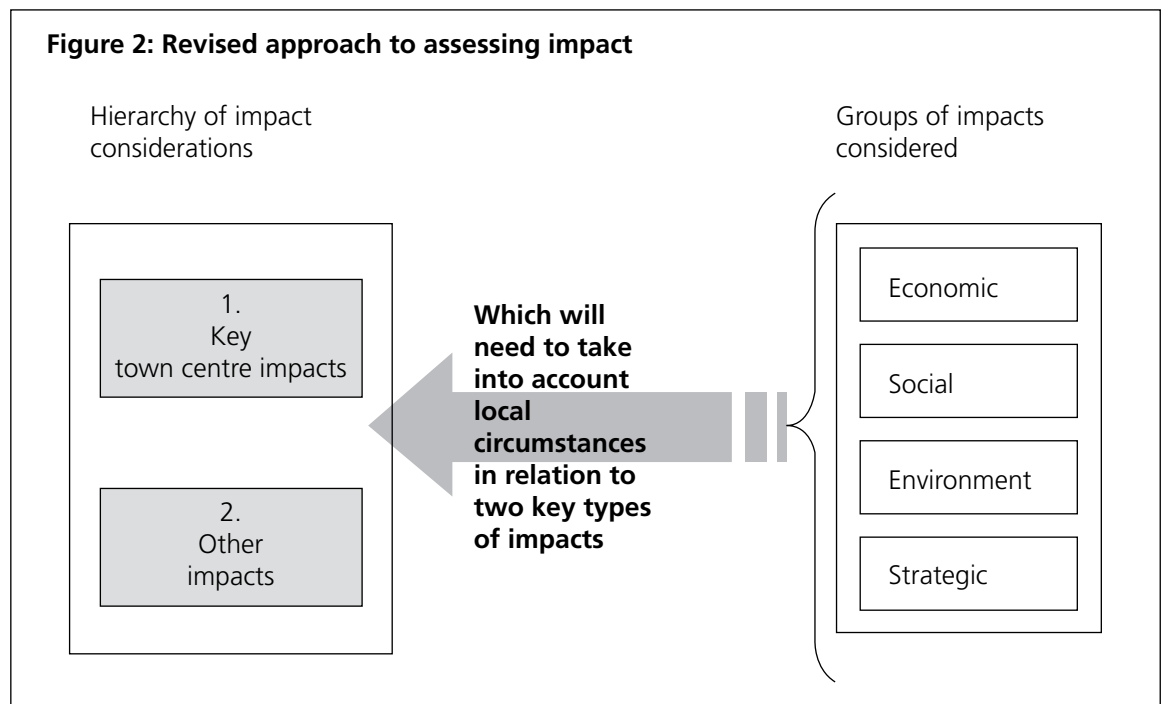 Figure 2: Revised approach to assessing impact
Hierarchy of impact
considerations
1.
Key
town centre impacts
2.
Other
impacts
Which will
need to take
into account
local
circumstances
in relation to
two key types
of impacts
Groups of impacts
considered
Economic
Social
Environment
Strategic